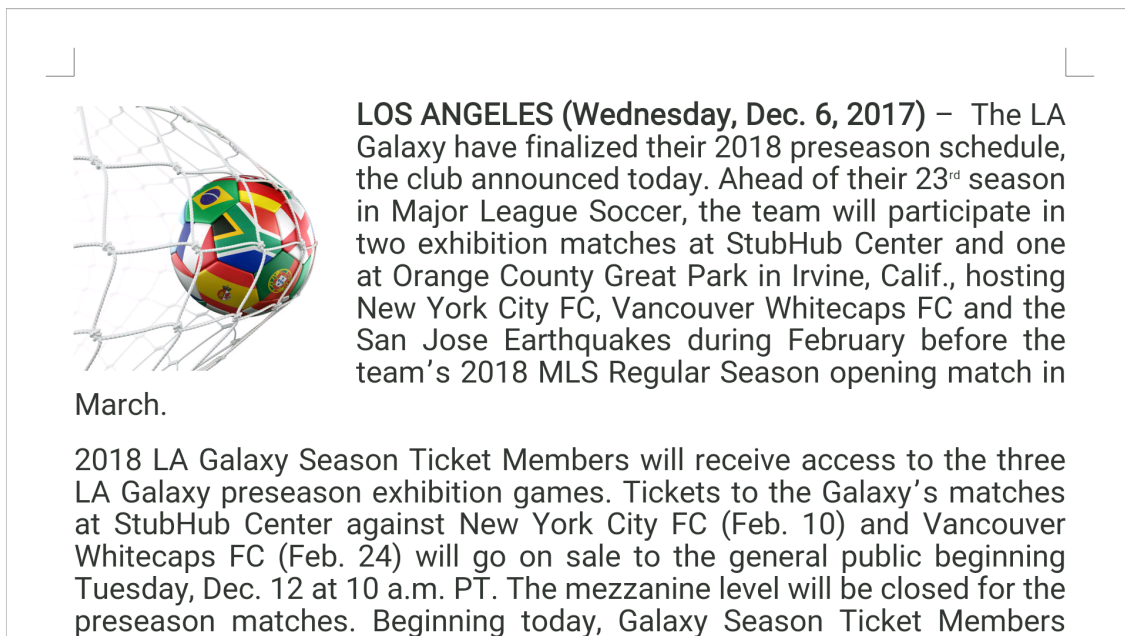 LOS ANGELES (Wednesday, Dec. 6, 2017) – The LA
Galaxy have finalized their 2018 preseason schedule,
the club announced today. Ahead of their 23rd season
in Major League Soccer, the team will participate in
two exhibition matches at StubHub Center and one
at Orange County Great Park in Irvine, Calif., hosting
New York City FC, Vancouver Whitecaps FC and the
San Jose Earthquakes during February before the
team’s 2018 MLS Regular Season opening match in
March.
2018 LA Galaxy Season Ticket Members will receive access to the three
LA Galaxy preseason exhibition games. Tickets to the Galaxy’s matches
at StubHub Center against New York City FC (Feb. 10) and Vancouver
Whitecaps FC (Feb. 24) will go on sale to the general public beginning
Tuesday, Dec. 12 at 10 a.m. PT. The mezzanine level will be closed for the
preseason matches. Beginning today, Galaxy Season Ticket Members